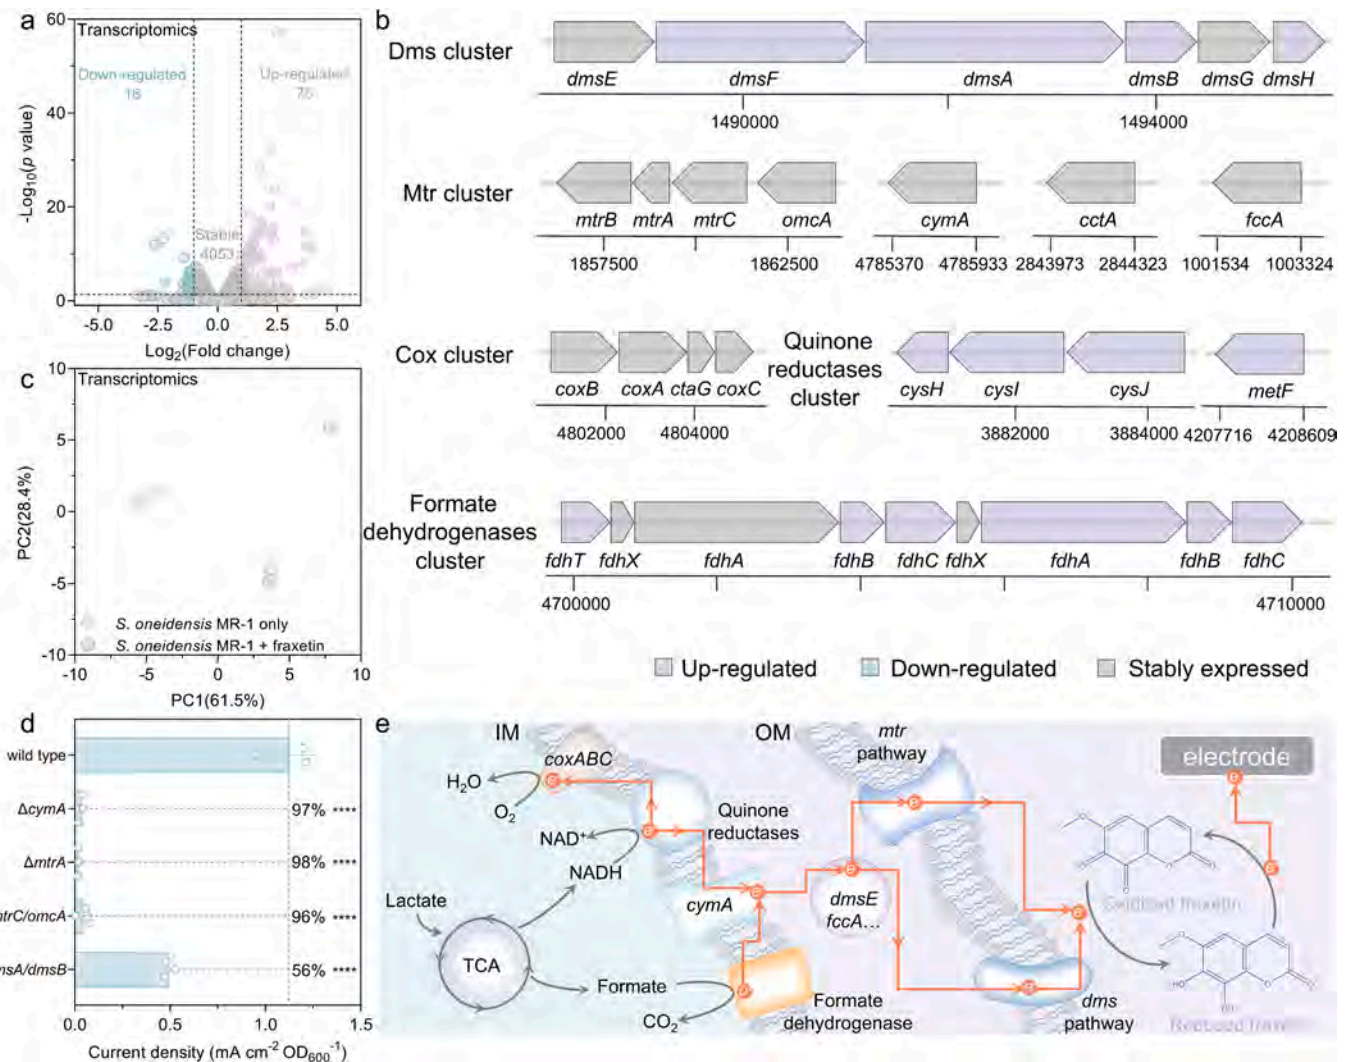 a
Transcriptomics
Down-regulated
Up-regulated
Stable
4053
60
40
20
0
-Log10(p value)
-5.0 -2.5 0.0 2.5 5.0
Log2(Fold change)
b
Dms cluster
dmsE dmsF dmsA dmsB dmsG dmsH
1490000 1494000
Mtr cluster
mtrB mtrA mtrC omcA cymA cctA fccA
1857500 1862500 4785370 4785933 2843973 2844323 1001534 1003324
Cox cluster
coxB coxA ctaG coxC
4802000 4804000
Quinone
reductases
cluster
cysH cysI cysJ metF
3882000 3884000 4207716 4208609
Formate
dehydrogenases
cluster
fdhT fdhX fdhA fdhB fdhC fdhX fdhA fdhB fdhC
4700000 4710000
Up-regulated Down-regulated Stably expressed
c
Transcriptomics
10
5
0
-5
-10
PC2(28.4%)
S. oneidensis MR-1 only
S. oneidensis MR-1 + fraxetin
-10 -5 0 5 10
PC1(61.5%)
d
wild type
ΔcymA 97% ****
ΔmtrA 98% ****
ntrC/omcA 96% ****
nsA/dmsB 56% ****
0.0 0.5 1.0 1.5
Current density (mA cm-2 OD600-1)
e
IM
OM
coxABC
mtr
pathway
electrode
H2O
O2
Quinone
reductases
NAD+
NADH
Lactate
cymA
dmsE
fccA...
TCA
Formate
CO2
Formate
dehydrogenase
dms
pathway
Oxidized fraxetin
Reduced